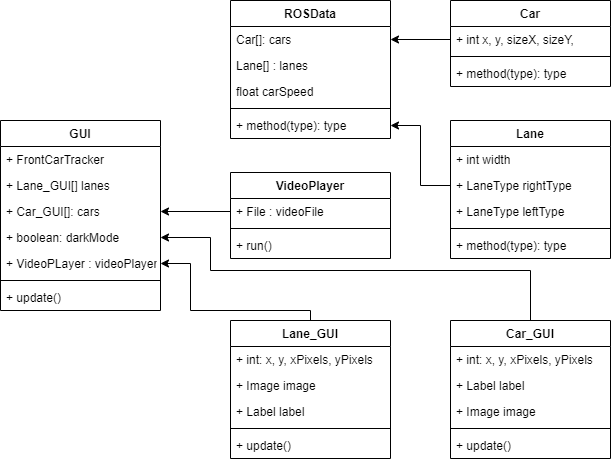 ROSData
Car[]: cars
Lane[] : lanes
float carSpeed
+ method(type): type
Car
+ int x, y, sizeX, sizeY,
+ method(type): type
GUI
+ FrontCarTracker
+ Lane_GUI[] lanes
+ Car_GUI[]: cars
+ boolean: darkMode
+ VideoPLayer : videoPlayer
+ update()
VideoPlayer
+ File : videoFile
+ run()
Lane
+ int width
+ LaneType rightType
+ LaneType leftType
+ method(type): type
Lane_GUI
+ int: x, y, xPixels, yPixels
+ Image image
+ Label label
+ update()
Car_GUI
+ int: x, y, xPixels, yPixels
+ Label label
+ Image image
+ update()